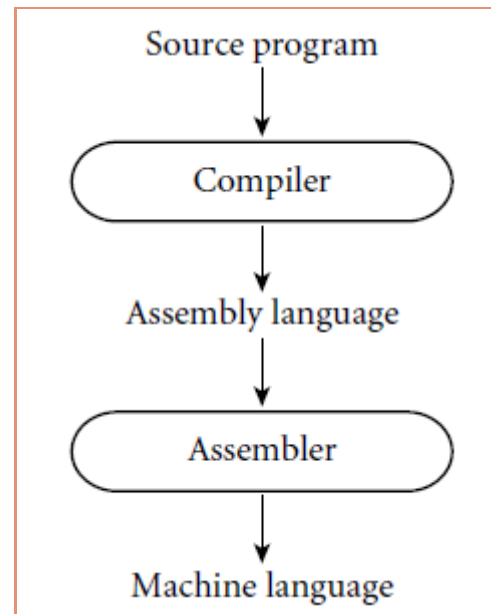 Source program
Compiler
Assembly language
Assembler
Machine language